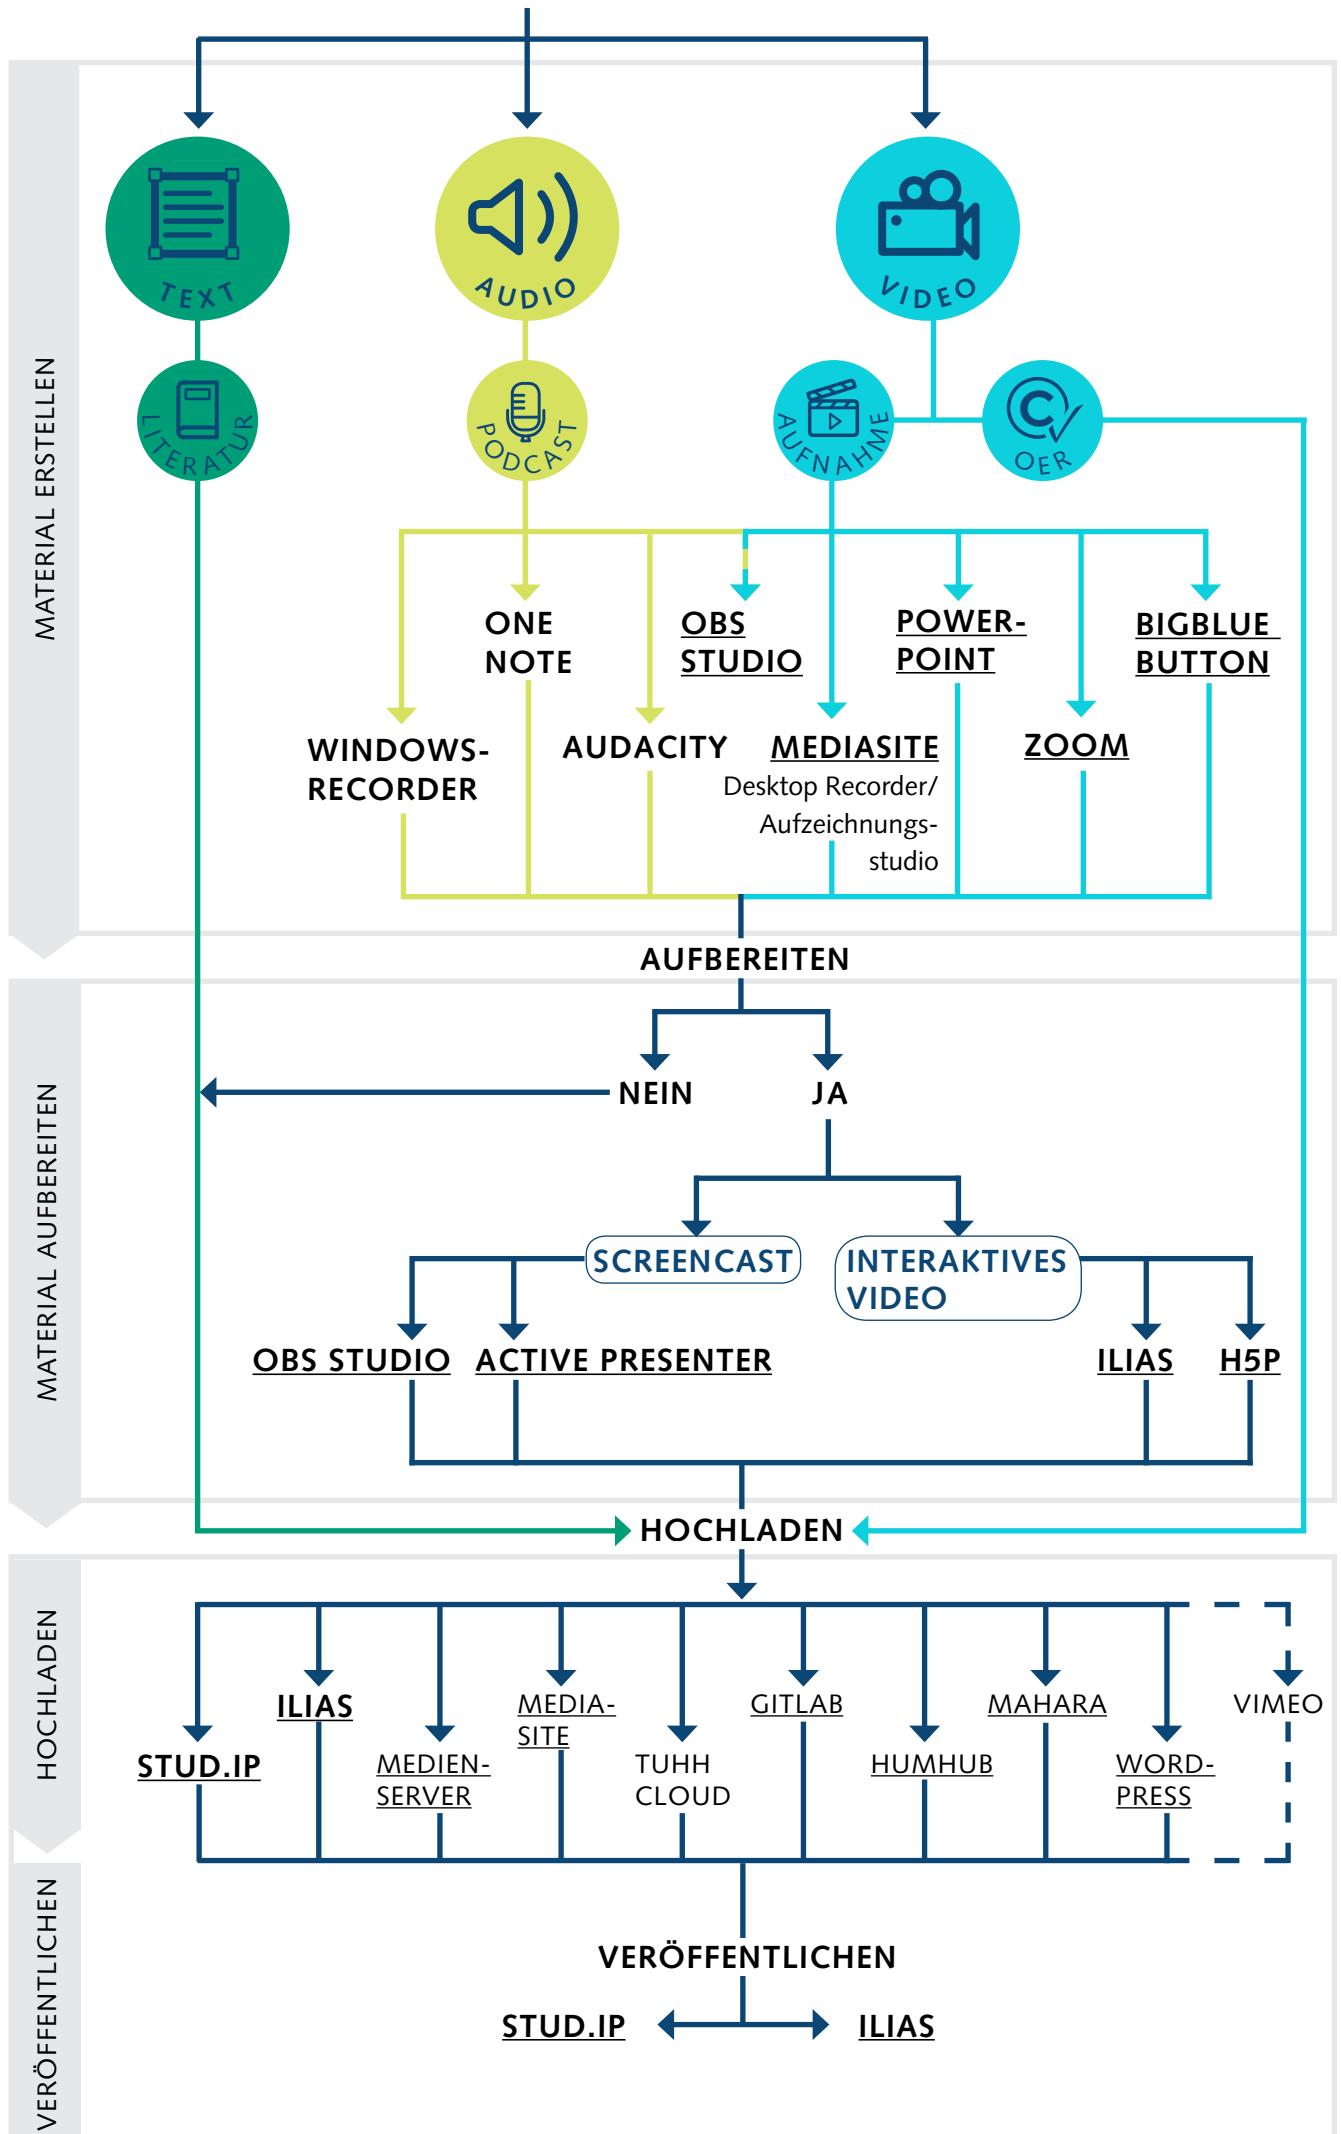 MATERIAL ERSTELLEN
TEXT
AUDIO
VIDEO
LITERATUR
PODCAST
AUFNAHME
C
OER
ONE
NOTE
OBS
STUDIO
POWER-
POINT
BIGBLUE
BUTTON
WINDOWS-
RECORDER
AUDACITY
MEDIASITE
Desktop Recorder/
Aufzeichnungs-
studio
ZOOM
AUFBEREITEN
MATERIAL AUFBEREITEN
NEIN
JA
SCREENCAST
INTERAKTIVES
VIDEO
OBS STUDIO
ACTIVE PRESENTER
ILIAS
H5P
HOCHLADEN
HOCHLADEN
STUD.IP
ILIAS
MEDIEN-
SERVER
MEDIA-
SITE
TUHH
CLOUD
GITLAB
HUMHUB
MAHARA
WORD-
PRESS
VIMEO
VERÖFFENTLICHEN
VERÖFFENTLICHEN
STUD.IP
ILIAS